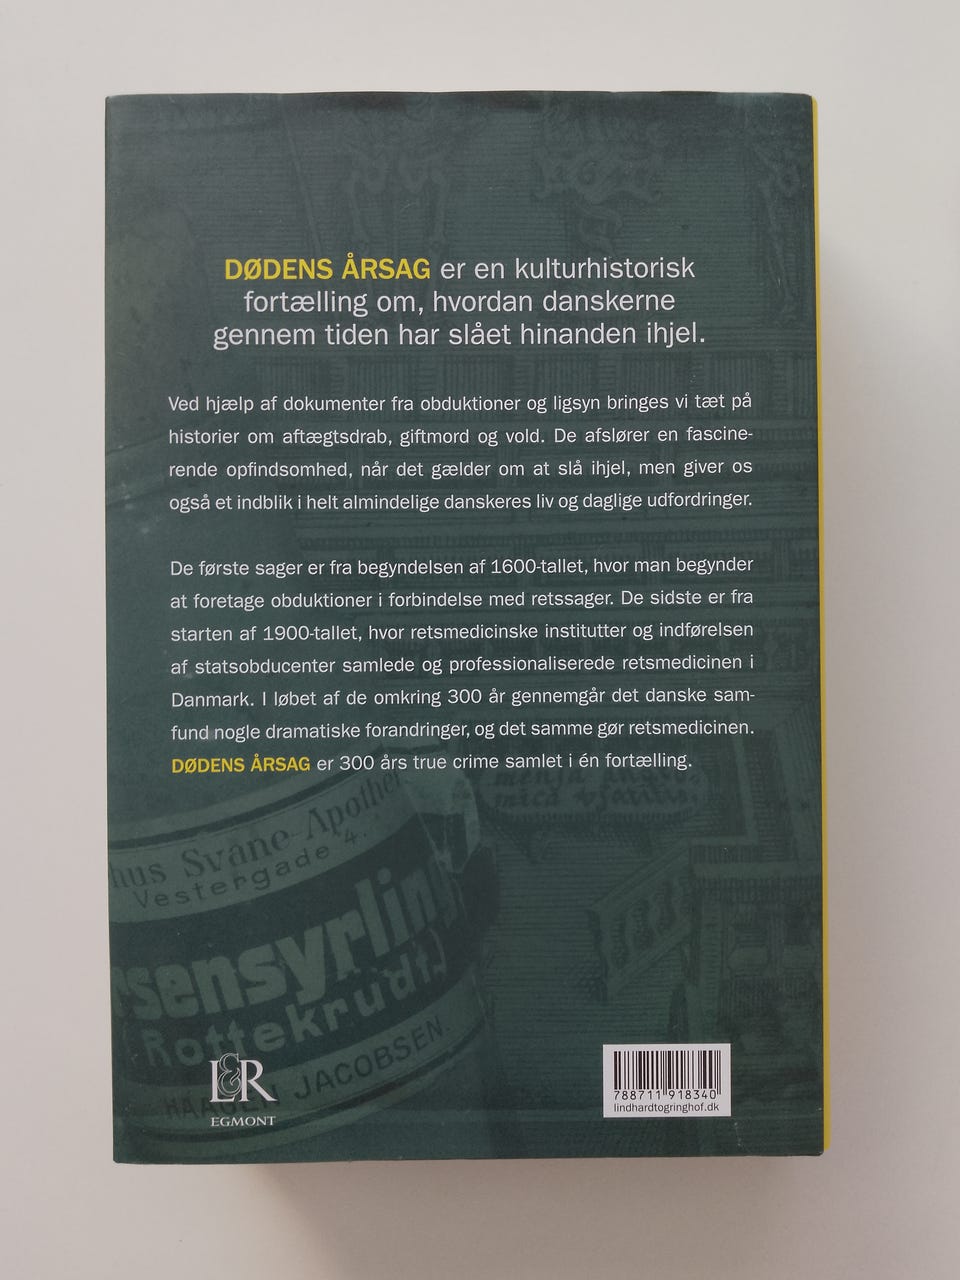 DØDENS ÅRSAG er en kulturhistorisk
fortælling om, hvordan danskerne
gennem tiden har slået hinanden ihjel.
Ved hjælp af dokumenter fra obduktioner og ligsyn bringes vi tæt på
historier om aftægtsdrab, giftmord og vold. De afslører en fascine-
rende opfindsomhed, når det gælder om at slå ihjel, men giver os
også et indblik i helt almindelige danskeres liv og daglige udfordringer.
De første sager er fra begyndelsen af 1600-tallet, hvor man begynder
at foretage obduktioner i forbindelse med retssager. De sidste er fra
starten af 1900-tallet, hvor retsmedicinske institutter og indførelsen
af statsobducenter samlede og professionaliserede retsmedicinen i
Danmark. I løbet af de omkring 300 år gennemgår det danske sam-
fund nogle dramatiske forandringer, og det samme gør retsmedicinen.
DØDENS ÅRSAG er 300 års true crime samlet i én fortælling.
hus Svane-Apothe
Vestergade 4.
sensyrling
Rottekrudt.
HAAGEN JACOBSEN.
L&R
EGMONT
788711 918340
lindhardtogringhof.dk